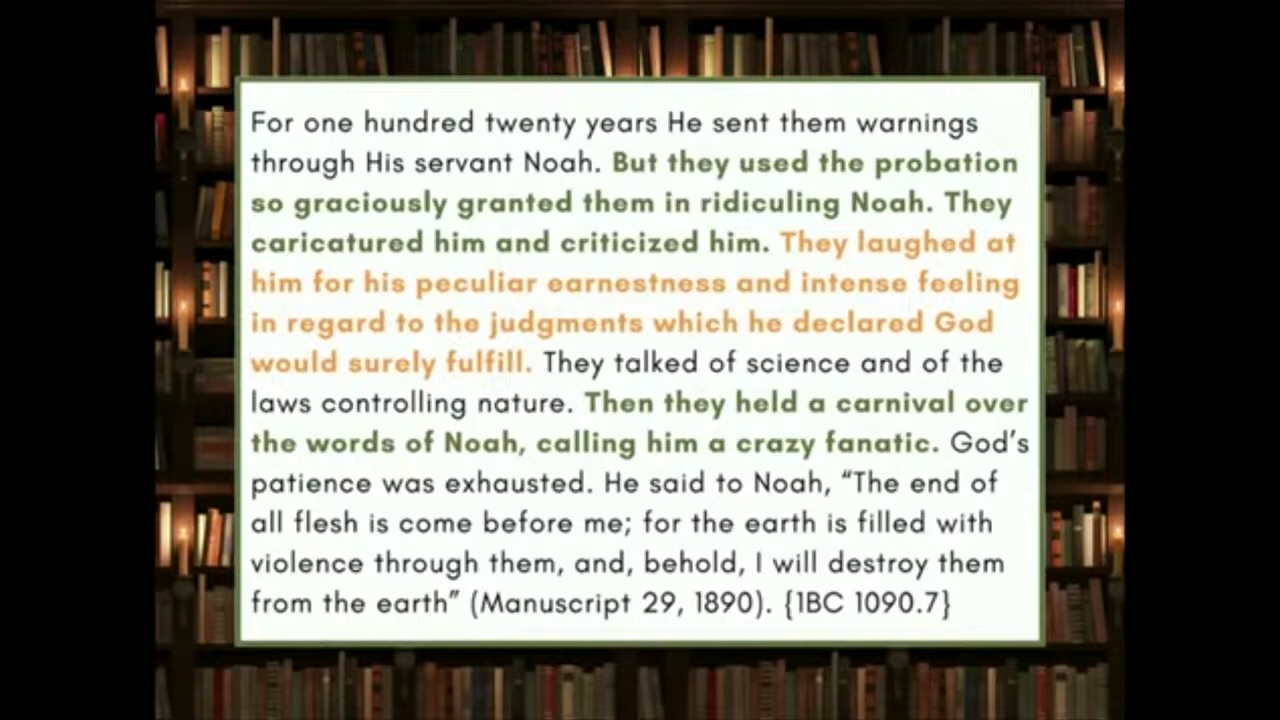 For one hundred twenty years He sent them warnings
through His servant Noah. But they used the probation
so graciously granted them in ridiculing Noah. They
caricatured him and criticized him. They laughed at
him for his peculiar earnestness and intense feeling
in regard to the judgments which he declared God
would surely fulfill. They talked of science and of the
laws controlling nature. Then they held a carnival over
the words of Noah, calling him a crazy fanatic. God’s
patience was exhausted. He said to Noah, “The end of
all flesh is come before me; for the earth is filled with
violence through them, and, behold, I will destroy them
from the earth” (Manuscript 29, 1890). {1BC 1090.7}